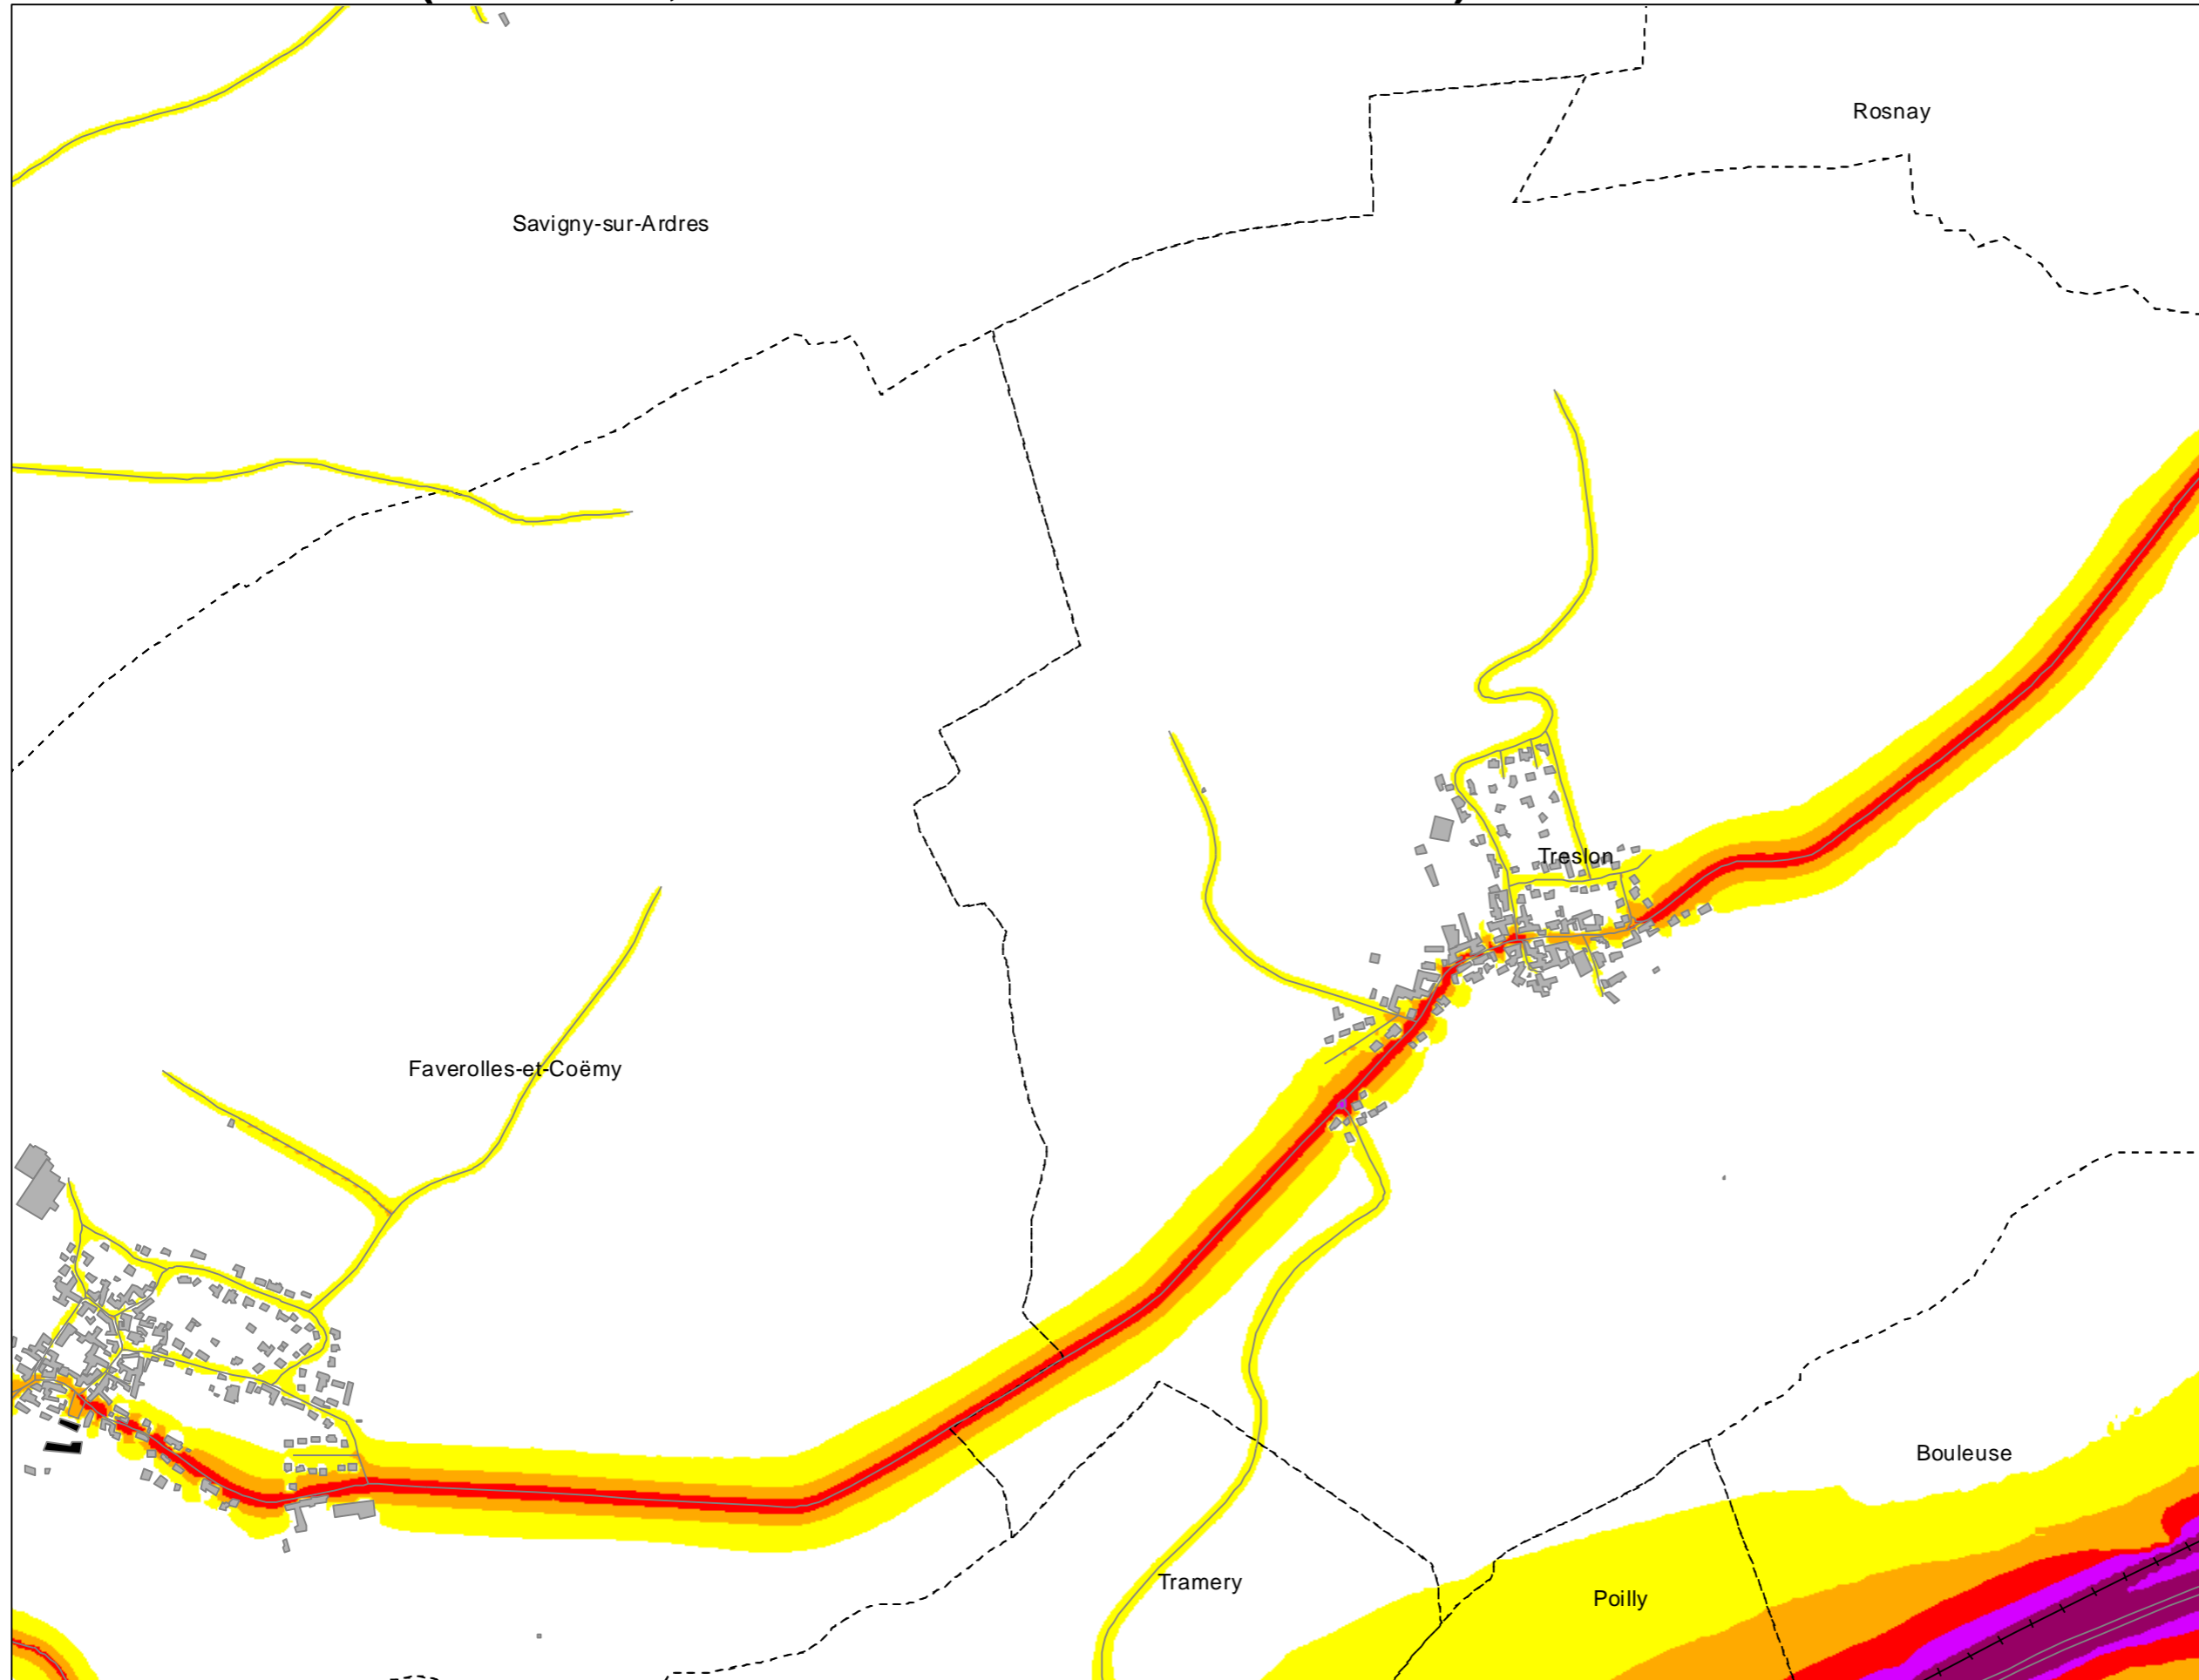 Rosnay
Savigny-sur-Ardres
Treslon
Faverolles-et-Coëmy
Bouleuse
Tramery
Poilly